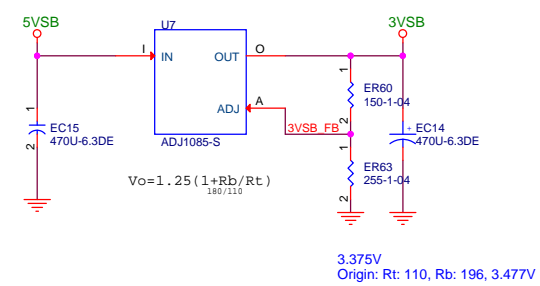 5VSB
U7
3VSB
I
IN
OUT
O
ADJ
A
3VSB_FB
ADJ1085-S
1
2
EC15
470U-6.3DE
1
2
ER60
150-1-04
1
2
ER63
255-1-04
+
EC14
470U-6.3DE
Vo=1.25(1+Rb/Rt)
180/110
3.375V
Origin: Rt: 110, Rb: 196, 3.477V